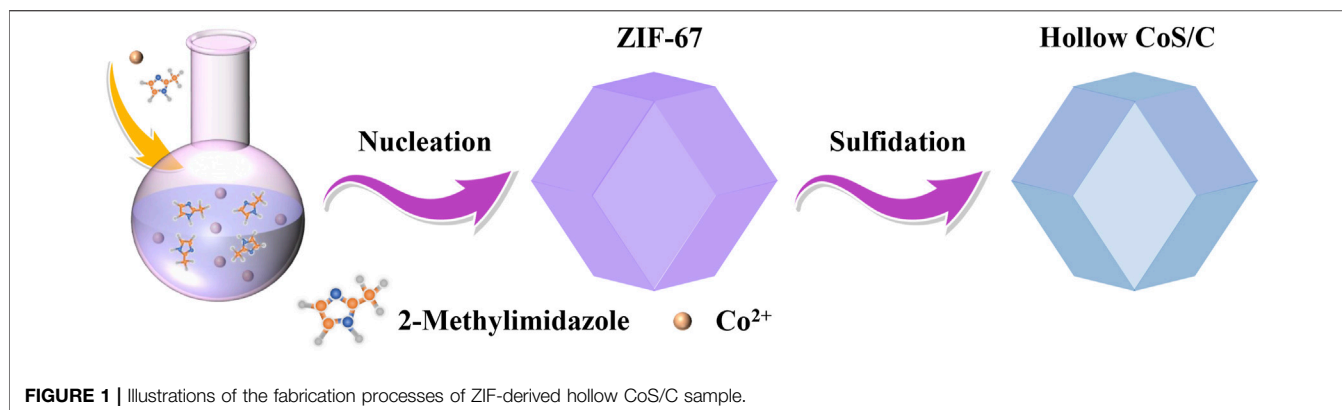 ZIF-67
Hollow CoS/C
Nucleation
Sulfidation
2-Methylimidazole
Co²⁺
FIGURE 1 | Illustrations of the fabrication processes of ZIF-derived hollow CoS/C sample.